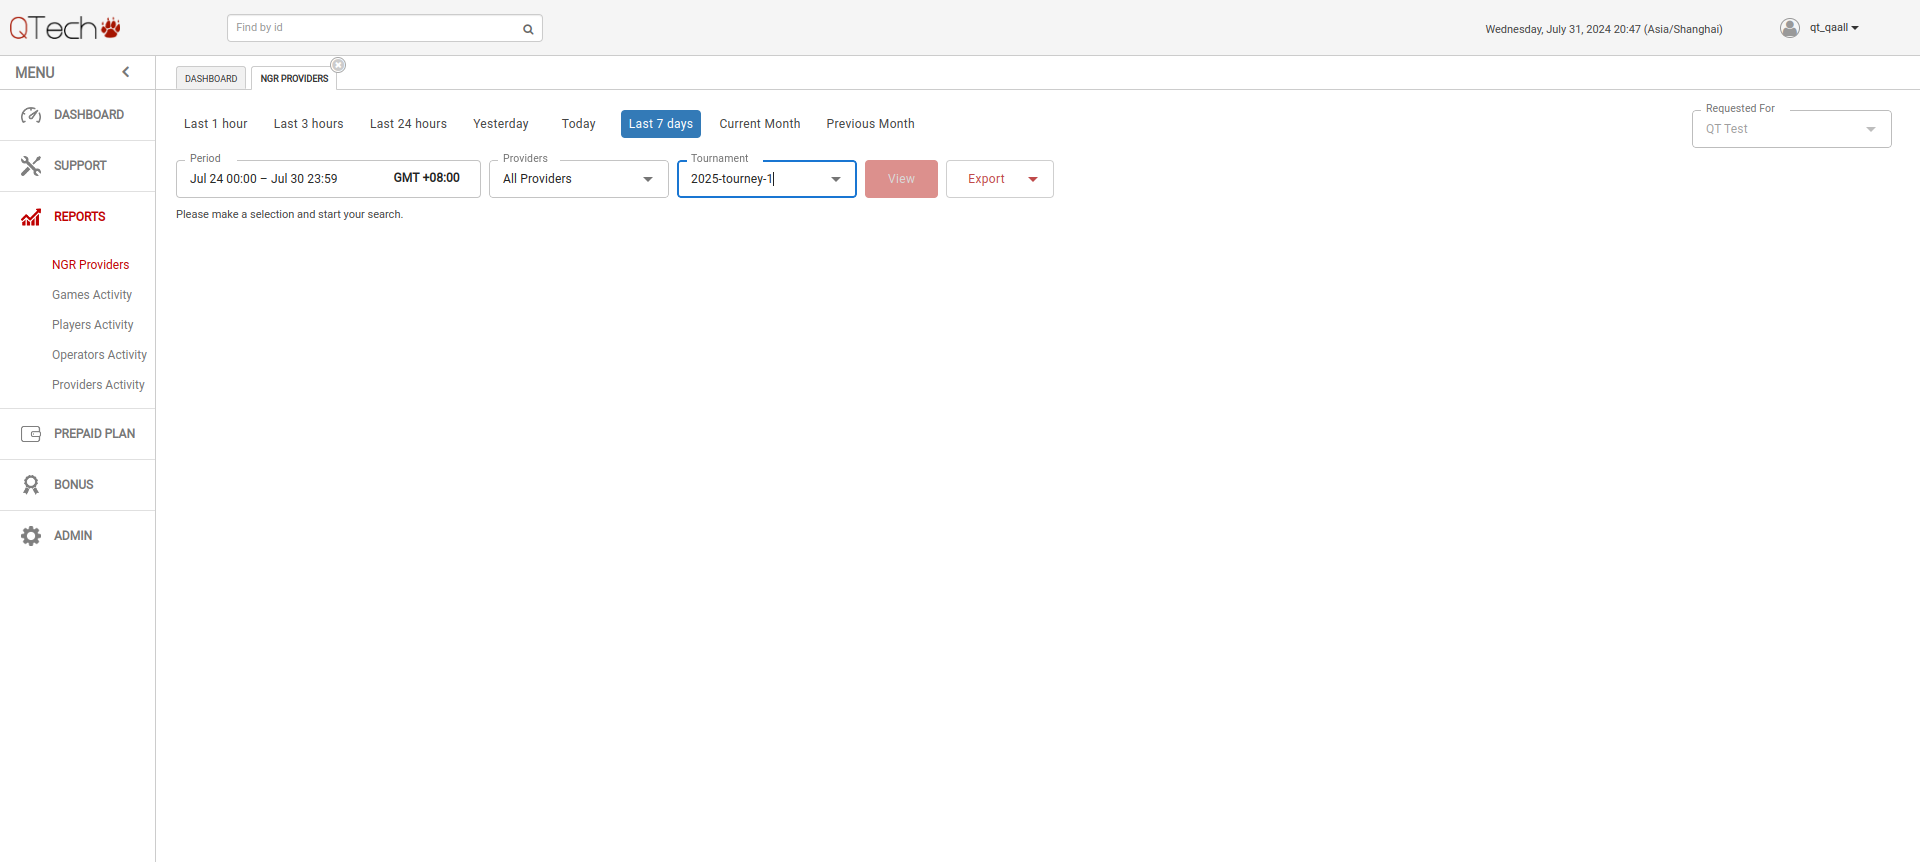 QTech
Find by id
Wednesday, July 31, 2024 20:47 (Asia/Shanghai)
qt_qaall
MENU
DASHBOARD
NGR PROVIDERS
DASHBOARD
SUPPORT
REPORTS
NGR Providers
Games Activity
Players Activity
Operators Activity
Providers Activity
PREPAID PLAN
BONUS
ADMIN
Last 1 hour
Last 3 hours
Last 24 hours
Yesterday
Today
Last 7 days
Current Month
Previous Month
Requested For
QT Test
Period
Jul 24 00:00 – Jul 30 23:59
GMT +08:00
Providers
All Providers
Tournament
2025-tourney-1
View
Export
Please make a selection and start your search.